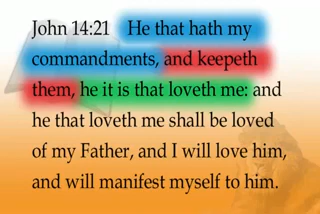 John 14:21 He that hath my
commandments, and keepeth
them, he it is that loveth me: and
he that loveth me shall be loved
of my Father, and I will love him,
and will manifest myself to him.